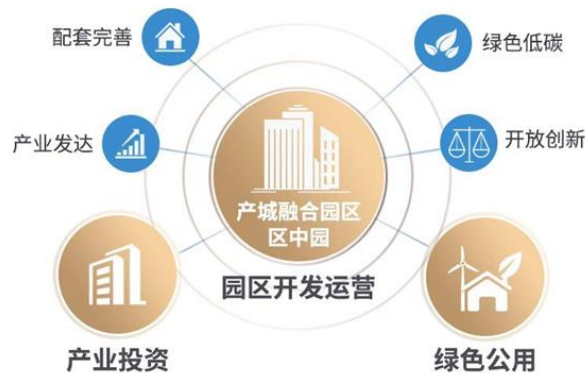 配套完善
绿色低碳
产业发达
开放创新
产城融合园区
区中园
园区开发运营
产业投资
绿色公用